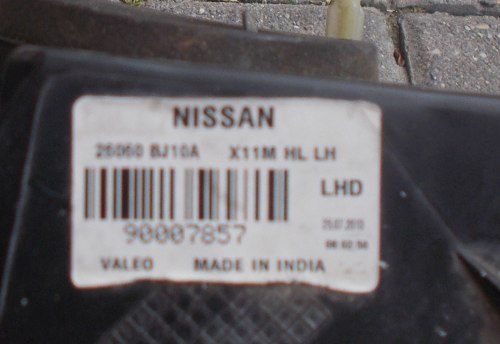 NISSAN
26060 BJ10A X11M HL LH
LHD
90007857
VALEO MADE IN INDIA